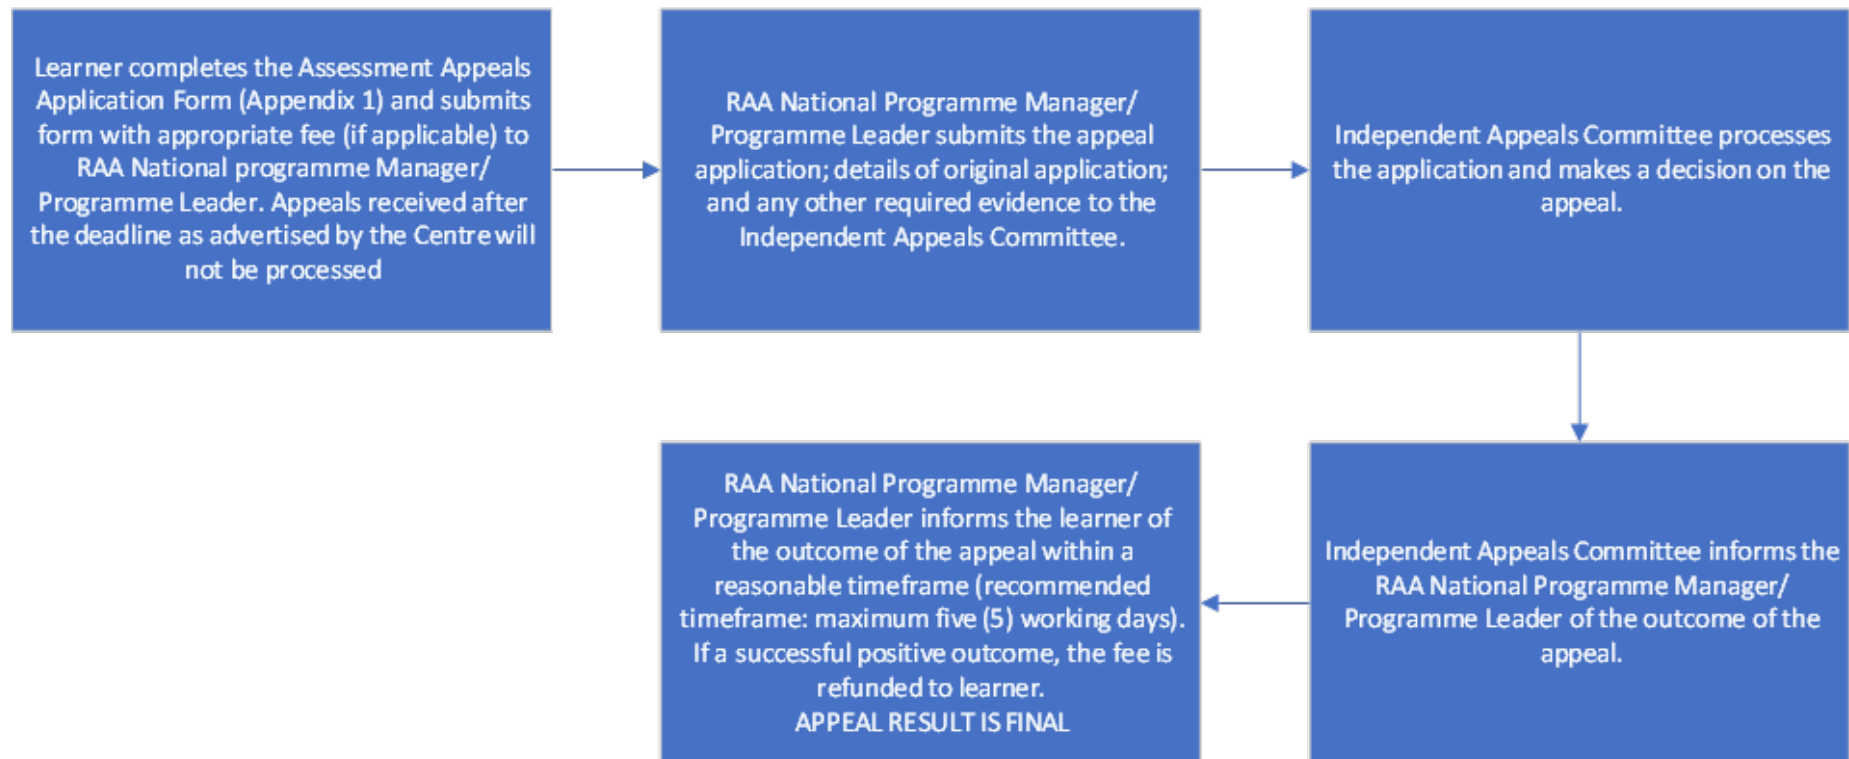 Learner completes the Assessment Appeals
Application Form (Appendix 1) and submits
form with appropriate fee (if applicable) to
RAA National programme Manager/
Programme Leader. Appeals received after
the deadline as advertised by the Centre will
not be processed
RAA National Programme Manager/
Programme Leader submits the appeal
application; details of original application;
and any other required evidence to the
Independent Appeals Committee.
Independent Appeals Committee processes
the application and makes a decision on the
appeal.
Independent Appeals Committee informs the
RAA National Programme Manager/
Programme Leader of the outcome of the
appeal.
RAA National Programme Manager/
Programme Leader informs the learner of
the outcome of the appeal within a
reasonable timeframe (recommended
timeframe: maximum five (5) working days).
If a successful positive outcome, the fee is
refunded to learner.
APPEAL RESULT IS FINAL